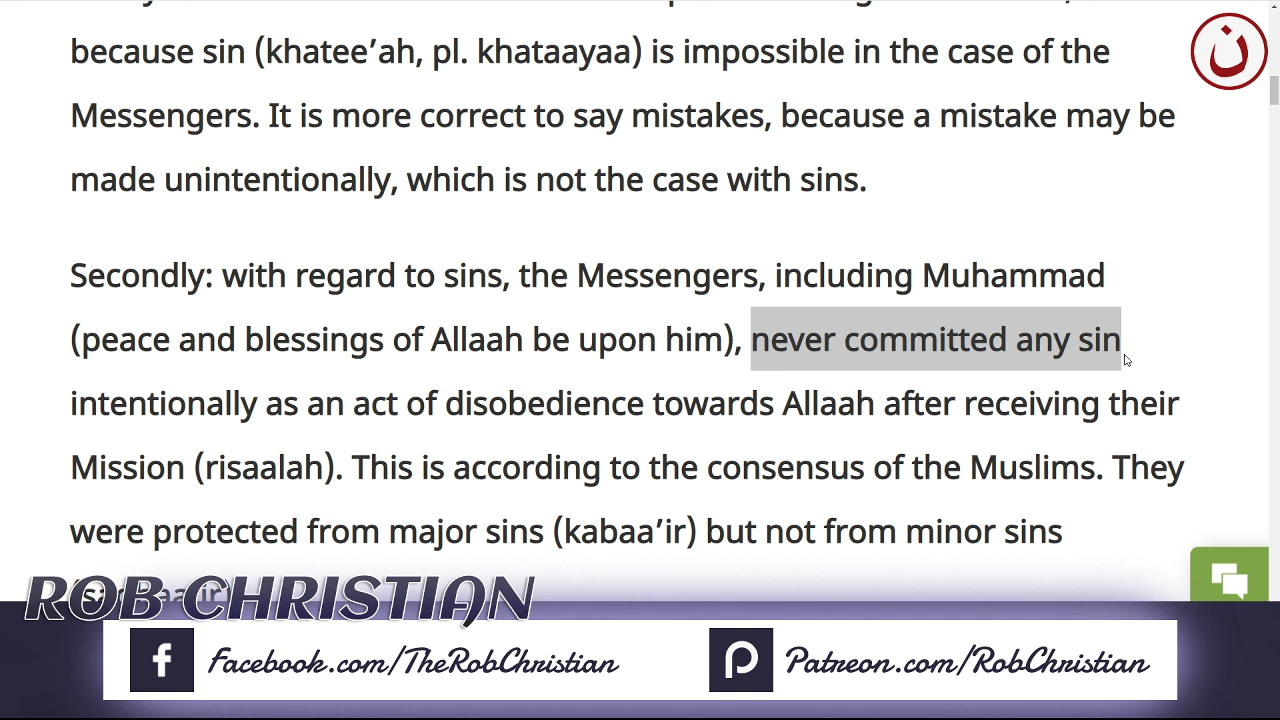 because sin (khatee’ah, pl. khataayaa) is impossible in the case of the
Messengers. It is more correct to say mistakes, because a mistake may be
made unintentionally, which is not the case with sins.
Secondly: with regard to sins, the Messengers, including Muhammad
(peace and blessings of Allaah be upon him), never committed any sin
intentionally as an act of disobedience towards Allaah after receiving their
Mission (risaalah). This is according to the consensus of the Muslims. They
were protected from major sins (kabaa’ir) but not from minor sins
ROB CHRISTIAN
Facebook.com/TheRobChristian
Patreon.com/RobChristian
ن